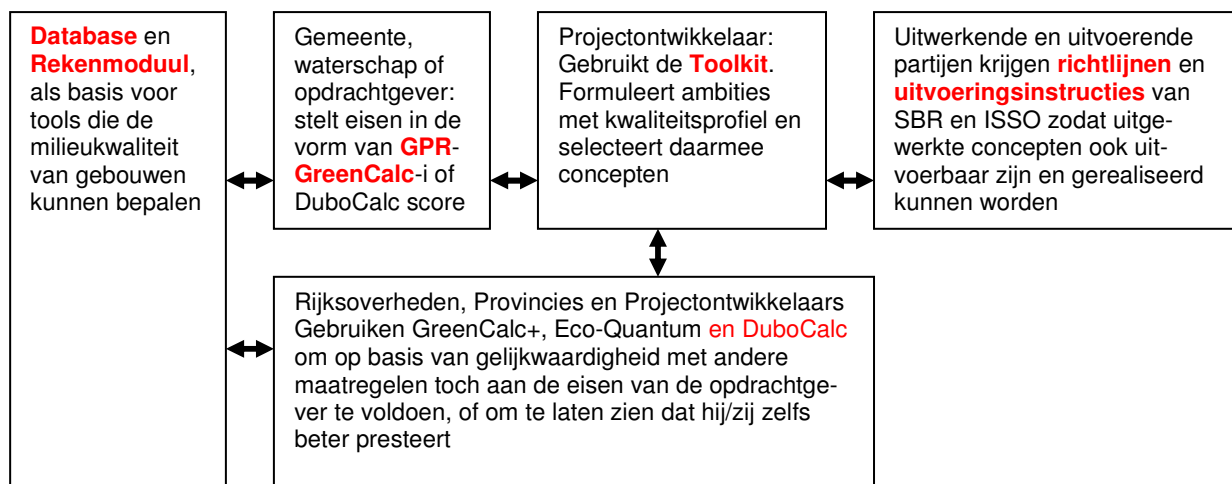 Database en
Rekenmoduul,
als basis voor
tools die de
milieukwaliteit
van gebouwen
kunnen bepalen
Gemeente,
waterschap of
opdrachtgever:
stelt eisen in de
vorm van GPR-
GreenCalc-i of
DuboCalc score
Projectontwikkelaar:
Gebruikt de Toolkit.
Formuleert ambities
met kwaliteitsprofiel en
selecteert daarmee
concepten
Uitwerkende en uitvoerende
partijen krijgen richtlijnen en
uitvoeringsinstructies van
SBR en ISSO zodat uitge-
werkte concepten ook uit-
voerbaar zijn en gerealiseerd
kunnen worden
Rijksoverheden, Provincies en Projectontwikkelaars
Gebruiken GreenCalc+, Eco-Quantum en DuboCalc
om op basis van gelijkwaardigheid met andere
maatregelen toch aan de eisen van de opdrachtge-
ver te voldoen, of om te laten zien dat hij/zij zelfs
beter presteert